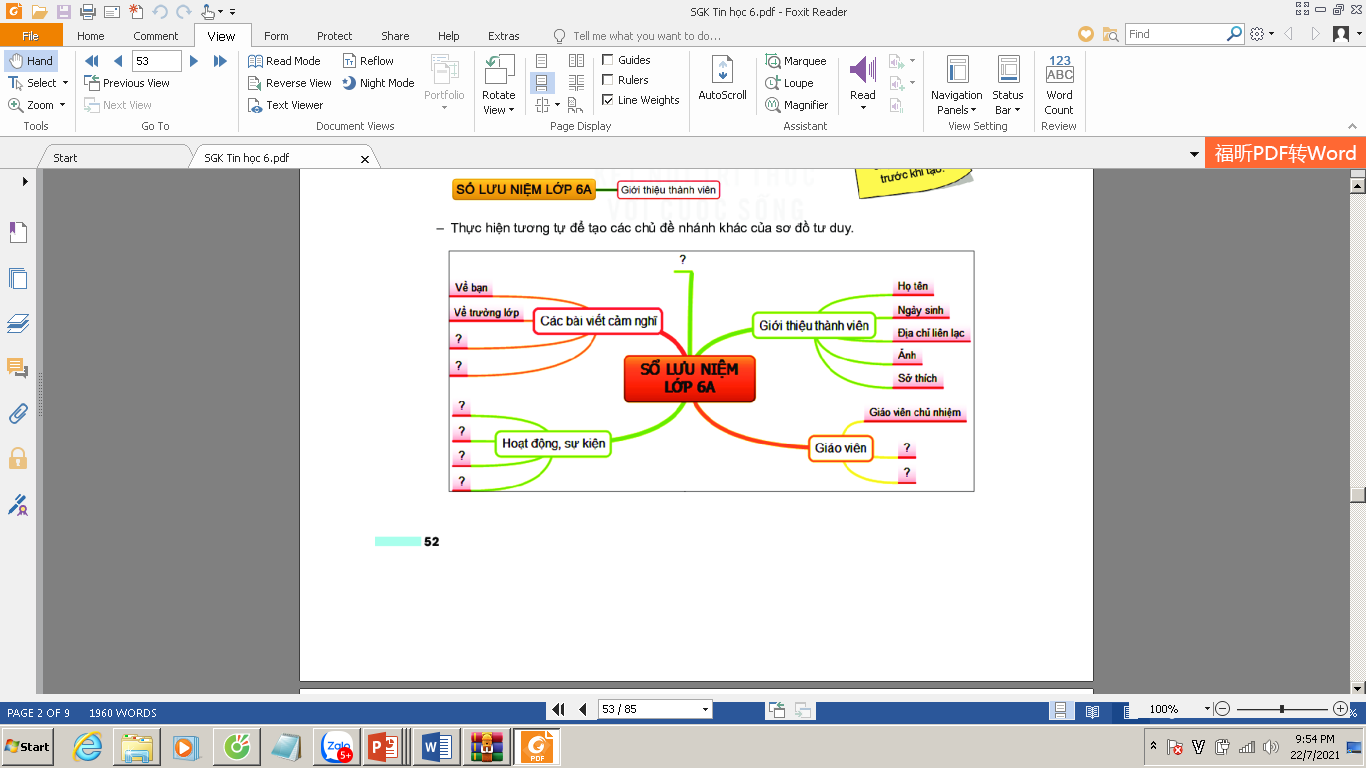 SGK Tin học 6.pdf - Foxit Reader
File Home Comment View Form Protect Share Help Extras Tell me what you want to do... Find
Hand 53 Read Mode Reflow Guides Marquee 123
Select Previous View Reverse View Night Mode Portfolio Rotate View Rulers AutoScroll Loupe Read Navigation Panels Status Bar ABC Word Count
Zoom Next View Text Viewer Line Weights Magnifier
Tools Go To Document Views Page Display Assistant View Setting Review
Start SGK Tin học 6.pdf 福昕PDF转Word
trước khi tạo.
SỔ LƯU NIỆM LỚP 6A Giới thiệu thành viên
VỚI CUỘC SỐNG
– Thực hiện tương tự để tạo các chủ đề nhánh khác của sơ đồ tư duy.
?
Về bạn
Về trường lớp
?
?
Các bài viết cảm nghĩ
Giới thiệu thành viên
Họ tên
Ngày sinh
Địa chỉ liên lạc
Ảnh
Sở thích
SỔ LƯU NIỆM
LỚP 6A
?
?
?
?
Hoạt động, sự kiện
Giáo viên
Giáo viên chủ nhiệm
?
?
52
PAGE 2 OF 9 1960 WORDS 53 / 85 100% %
Start Zalo 5+ PDF V 9:54 PM
22/7/2021